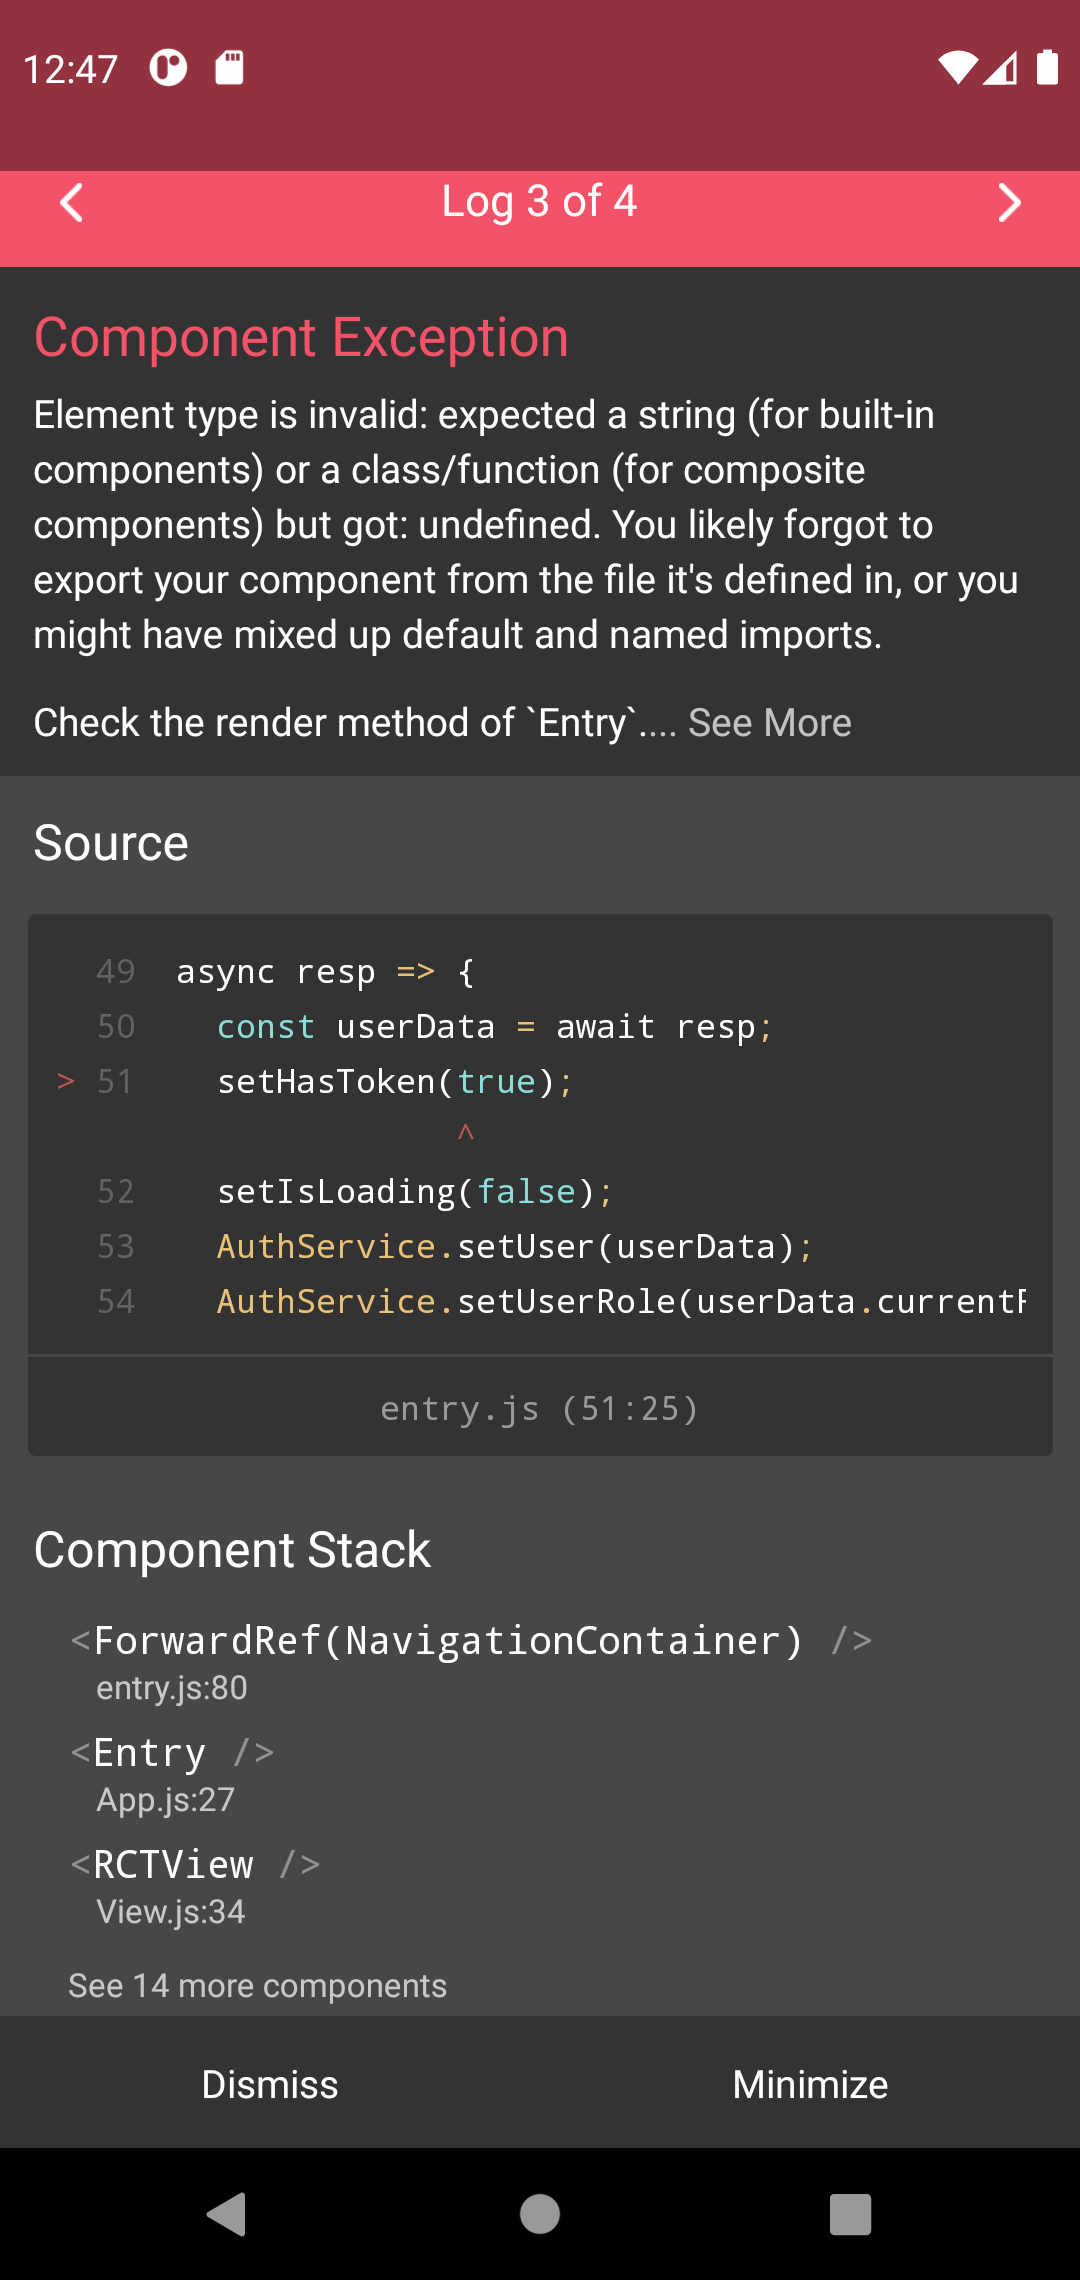 12:47
Log 3 of 4
Component Exception
Element type is invalid: expected a string (for built-in
components) or a class/function (for composite
components) but got: undefined. You likely forgot to
export your component from the file it's defined in, or you
might have mixed up default and named imports.
Check the render method of `Entry`.... See More
Source
49 async resp => {
50 const userData = await resp;
> 51 setHasToken(true);
^
52 setIsLoading(false);
53 AuthService.setUser(userData);
54 AuthService.setUserRole(userData.current
entry.js (51:25)
Component Stack
<ForwardRef(NavigationContainer) />
entry.js:80
<Entry />
App.js:27
<RCTView />
View.js:34
See 14 more components
Dismiss Minimize